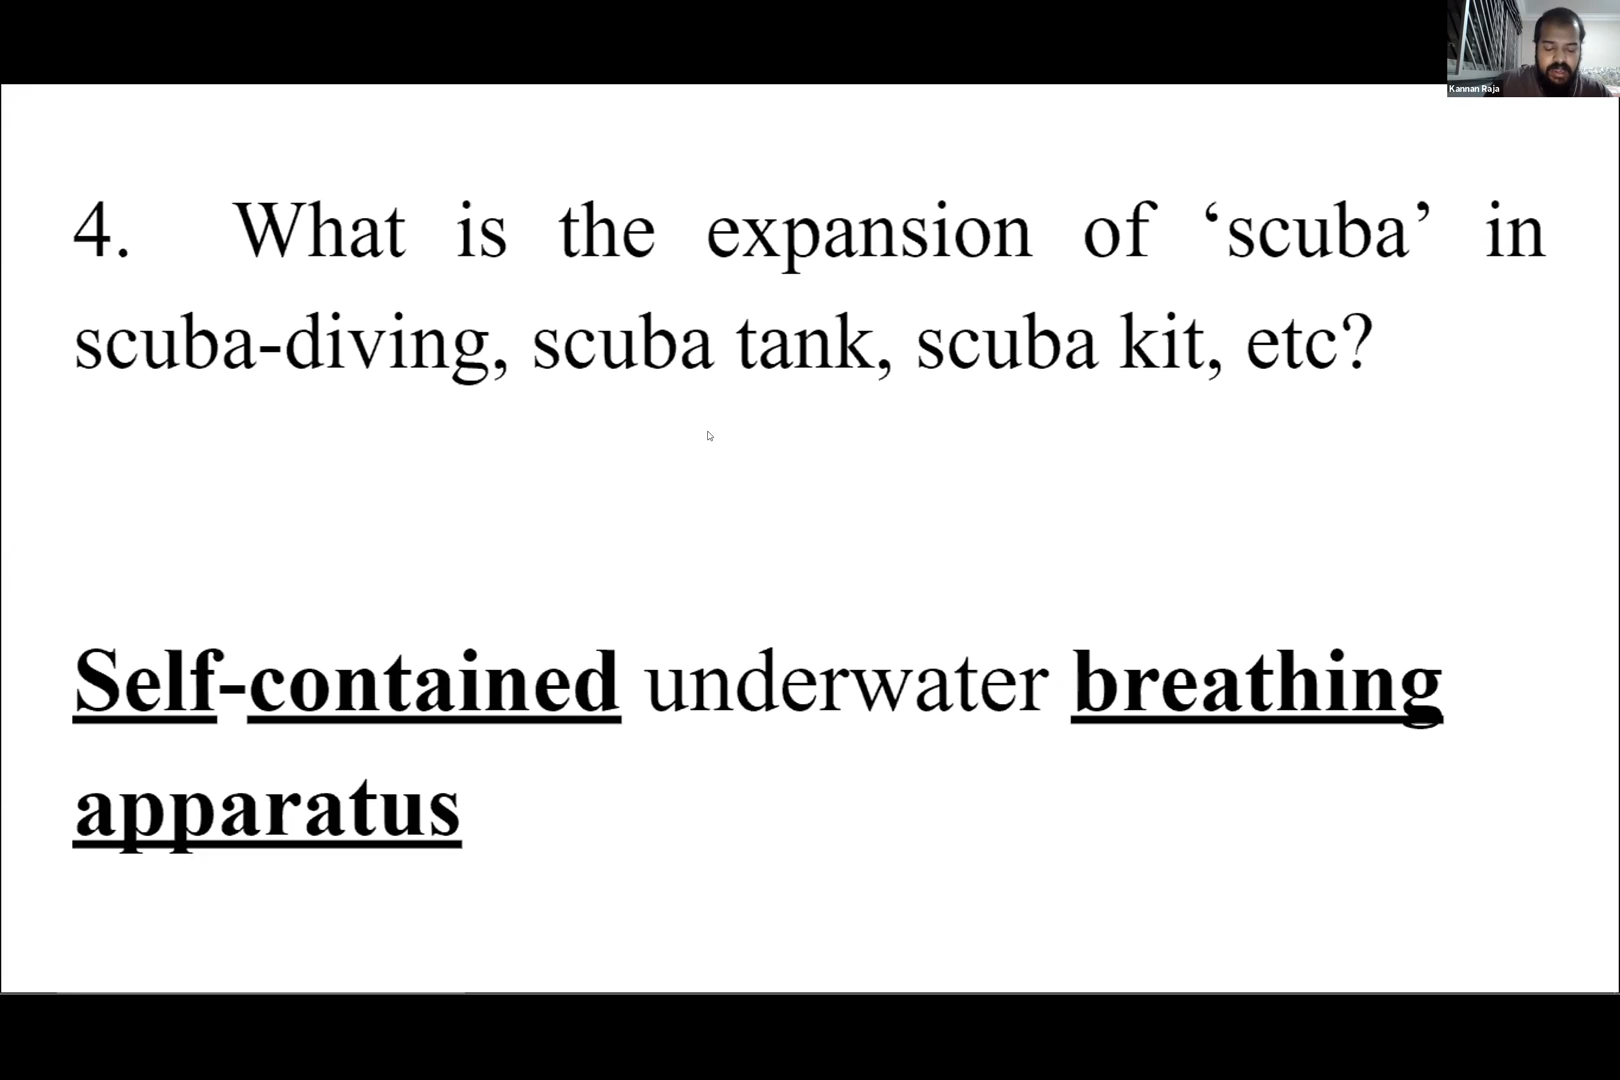 Kannan Raja
4. What is the expansion of ‘scuba’ in
scuba-diving, scuba tank, scuba kit, etc?
Self-contained underwater breathing
apparatus